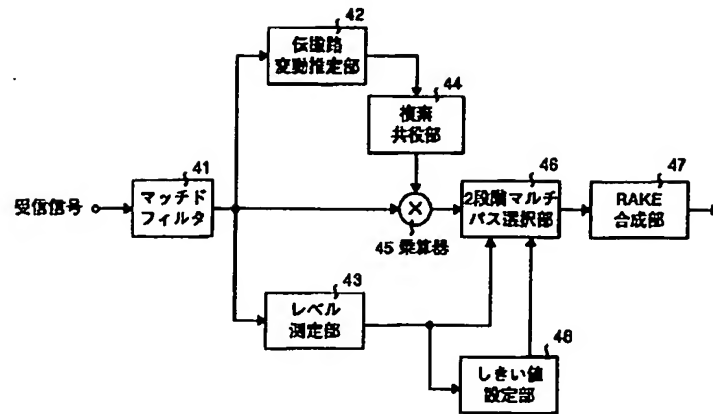 42
伝搬路
変動推定部
44
複素
共役部
41
マッチド
フィルタ
受信信号
45 乗算器
46
2段階マルチ
パス選択部
47
RAKE
合成部
43
レベル
測定部
48
しきい値
設定部